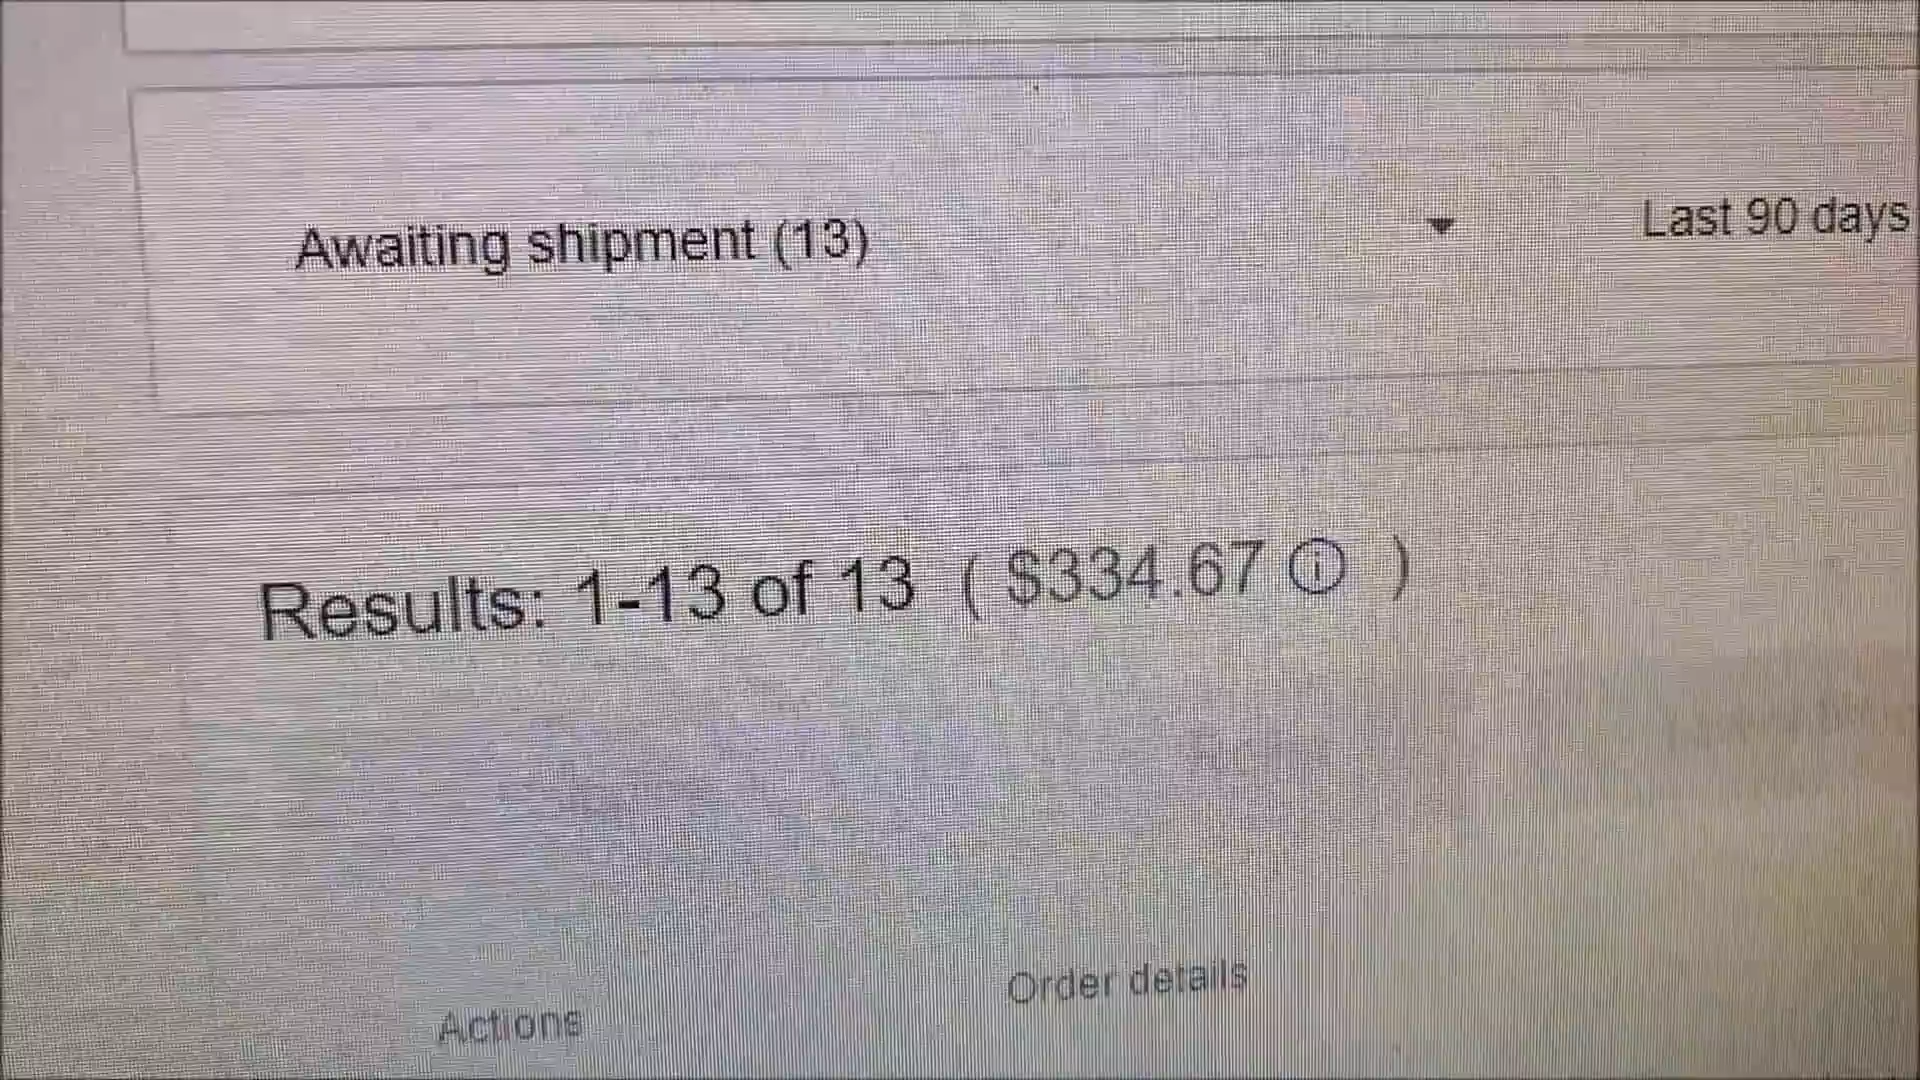 Awaiting shipment (13)
Last 90 days
Results: 1-13 of 13 ( $334.67 ⓘ )
Actions
Order details